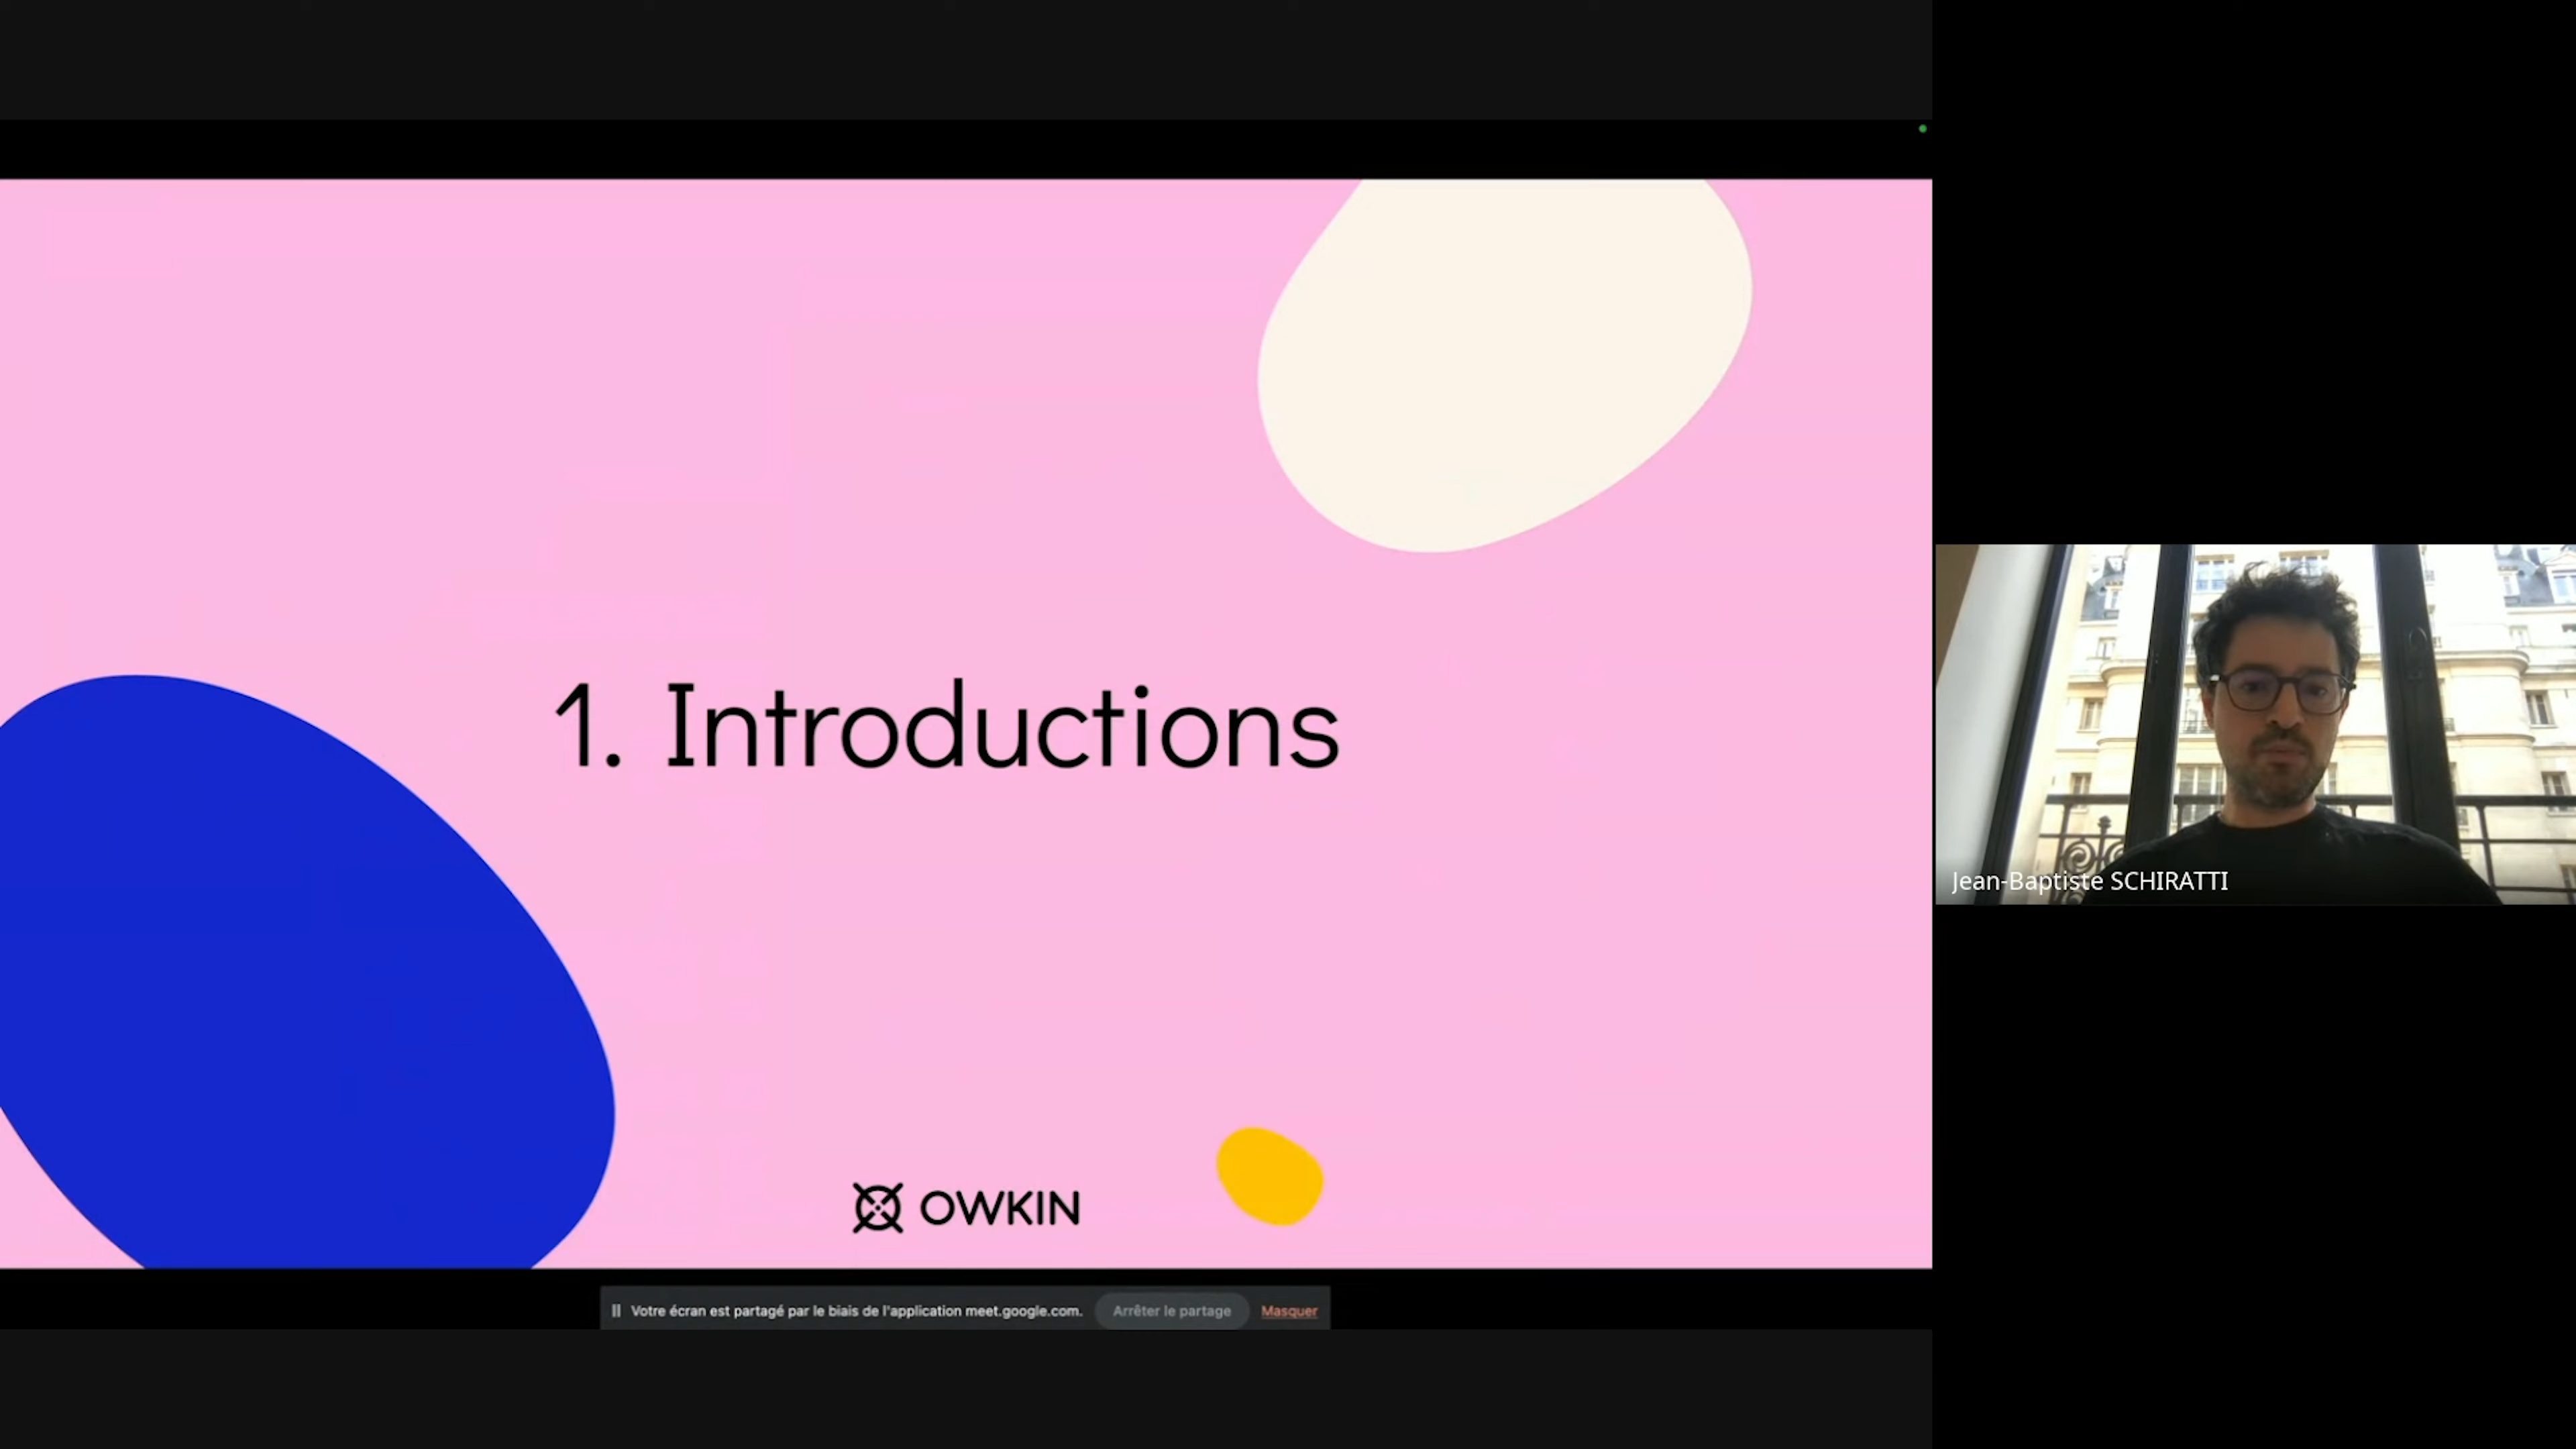 1. Introductions
OWKIN
Votre écran est partagé par le biais de l'application meet.google.com.
Arrêter le partage
Masquer
Jean-Baptiste SCHIRATTI